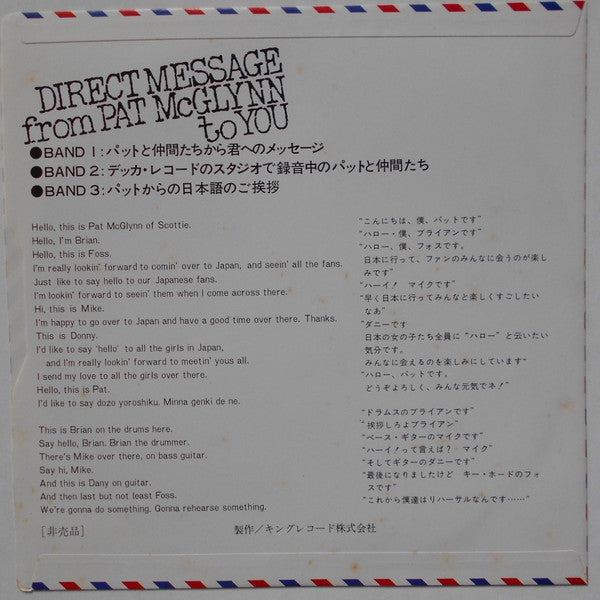 DIRECT MESSAGE
from PAT McGLYNN
to YOU
●BAND 1：パットと仲間たちから君へのメッセージ
●BAND 2：デッカ・レコードのスタジオで録音中のパットと仲間たち
●BAND 3：パットからの日本語のご挨拶
Hello, this is Pat McGlynn of Scottie.
Hello, I'm Brian.
Hello, this is Foss.
I'm really lookin' forward to comin' over to Japan, and seein' all the fans.
Just like to say hello to our Japanese fans.
I'm lookin' forward to seein' them when I come across there.
Hi, this is Mike.
I'm happy to go over to Japan and have a good time over there. Thanks.
This is Donny.
I'd like to say 'hello' to all the girls in Japan,
and I'm really lookin' forward to meetin' yous all.
I send my love to all the girls over there.
Hello, this is Pat.
I'd like to say dozo yoroshiku. Minna genki de ne.
This is Brian on the drums here.
Say hello, Brian. Brian the drummer.
There's Mike over there, on bass guitar.
Say hi, Mike.
And this is Dany on guitar.
And then last but not least Foss.
We're gonna do something. Gonna rehearse something.
“こんにちは、僕、パットです”
“ハロー・僕、ブライアンです”
“ハロー、僕、フォスです。
日本に行って、ファンのみんなに会うのが楽し
みです”
“ハーイ！ マイクです”
“早く日本に行ってみんなと楽しくすごしたい
なあ”
“ダニーです
日本の女の子たち全員に“ハロー”と云いたい
気分です。
みんなに会えるのを楽しみにしています”
“ハロー、パットです。
どうぞよろしく、みんな元気でネ！”
“ドラムスのブライアンです”
“挨拶しろよブライアン”
“ベース・ギターのマイクです”
“ハーイ！って言えば？ マイク”
“そしてギターのダニーです”
“最後になりましたけど キー・ホードのフォ
スです”
“これから僕達はリハーサルなんです……”
［非売品］
製作／キングレコード株式会社